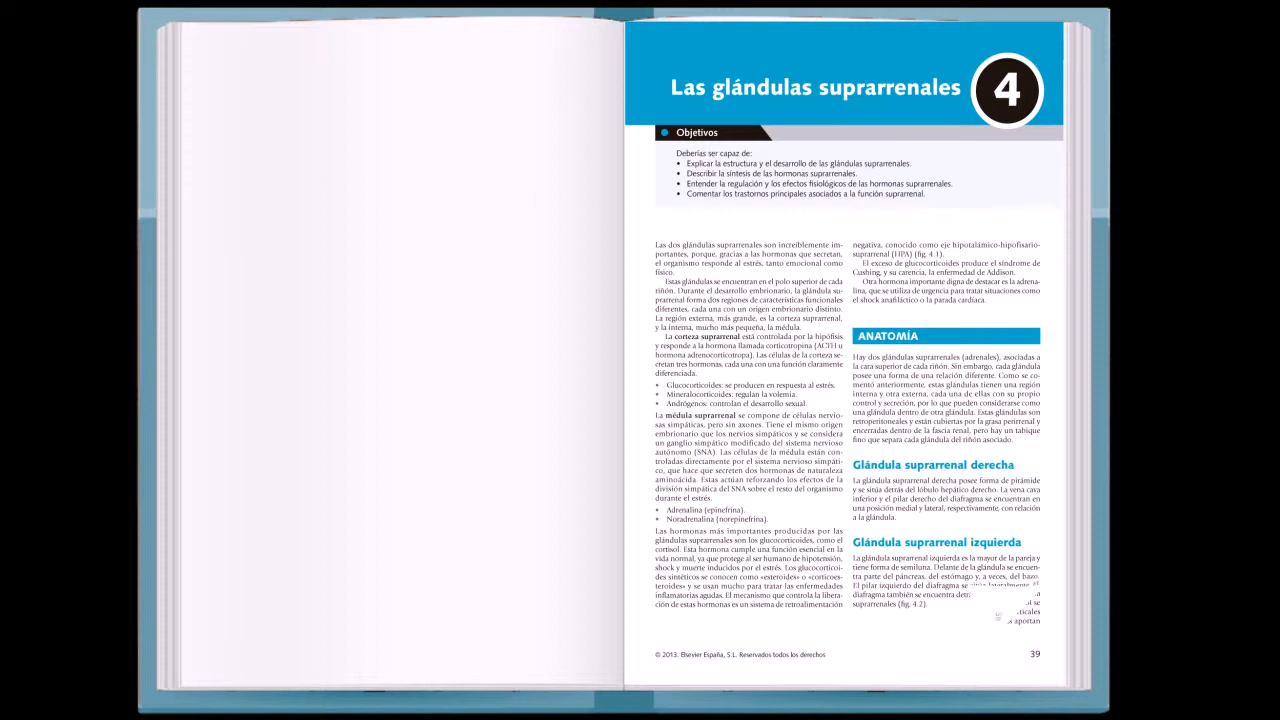 Las glándulas suprarrenales
4
Objetivos
Deberías ser capaz de:
• Explicar la estructura y el desarrollo de las glándulas suprarrenales.
• Describir la síntesis de las hormonas suprarrenales.
• Entender la regulación y los efectos fisiológicos de las hormonas suprarrenales.
• Comentar los trastornos principales asociados a la función suprarrenal.
Las dos glándulas suprarrenales son increíblemente im-
portantes, porque, gracias a las hormonas que secretan,
el organismo responde al estrés, tanto emocional como
físico.
Estas glándulas se encuentran en el polo superior de cada
riñón. Durante el desarrollo embrionario, la glándula su-
prarrenal forma dos regiones de características funcionales
diferentes, cada una con un origen embrionario distinto.
La región externa, más grande, es la corteza suprarrenal,
y la interna, mucho más pequeña, la médula.
La corteza suprarrenal está controlada por la hipófisis
y responde a la hormona llamada corticotropina (ACTH u
hormona adrenocorticotropa). Las células de la corteza se-
cretan tres hormonas, cada una con una función claramente
diferenciada.
• Glucocorticoides: se producen en respuesta al estrés.
• Mineralocorticoides: regulan la volemia.
• Andrógenos: controlan el desarrollo sexual.
La médula suprarrenal se compone de células nervio-
sas simpáticas, pero sin axones. Tiene el mismo origen
embrionario que los nervios simpáticos y se considera
un ganglio simpático modificado del sistema nervioso
autónomo (SNA). Las células de la médula están con-
troladas directamente por el sistema nervioso simpáti-
co, que hace que secreten dos hormonas de naturaleza
aminoácida. Estas actúan reforzando los efectos de la
división simpática del SNA sobre el resto del organismo
durante el estrés.
• Adrenalina (epinefrina).
• Noradrenalina (norepinefrina).
Las hormonas más importantes producidas por las
glándulas suprarrenales son los glucocorticoides, como el
cortisol. Esta hormona cumple una función esencial en la
vida normal, ya que protege al ser humano de hipotensión,
shock y muerte inducidos por el estrés. Los glucocorticoi-
des sintéticos se conocen como «esteroides» o «corticoes-
teroides» y se usan mucho para tratar las enfermedades
inflamatorias agudas. El mecanismo que controla la libera-
ción de estas hormonas es un sistema de retroalimentación
negativa, conocido como eje hipotalámico-hipofisario-
suprarrenal (HPA) (fig. 4.1).
El exceso de glucocorticoides produce el síndrome de
Cushing, y su carencia, la enfermedad de Addison.
Otra hormona importante digna de destacar es la adrena-
lina, que se utiliza de urgencia para tratar situaciones como
el shock anafiláctico o la parada cardíaca.
ANATOMÍA
Hay dos glándulas suprarrenales (adrenales), asociadas a
la cara superior de cada riñón. Sin embargo, cada glándula
posee una forma de una relación diferente. Como se co-
mentó anteriormente, estas glándulas tienen una región
interna y otra externa, cada una de ellas con su propio
control y secreción, por lo que pueden considerarse como
una glándula dentro de otra glándula. Estas glándulas son
retroperitoneales y están cubiertas por la grasa perirrenal y
encerradas dentro de la fascia renal, pero hay un tabique
fino que separa cada glándula del riñón asociado.
Glándula suprarrenal derecha
La glándula suprarrenal derecha posee forma de pirámide
y se sitúa detrás del lóbulo hepático derecho. La vena cava
inferior y el pilar derecho del diafragma se encuentran en
una posición medial y lateral, respectivamente, con relación
a la glándula.
Glándula suprarrenal izquierda
La glándula suprarrenal izquierda es la mayor de la pareja y
tiene forma de semiluna. Delante de la glándula se encuen-
tra parte del páncreas, del estómago y, a veces, del bazo.
El pilar izquierdo del diafragma se sitúa lateralmente. El
diafragma también se encuentra
suprarrenales (fig. 4.2).
se
aportan
© 2013. Elsevier España, S.L. Reservados todos los derechos
39